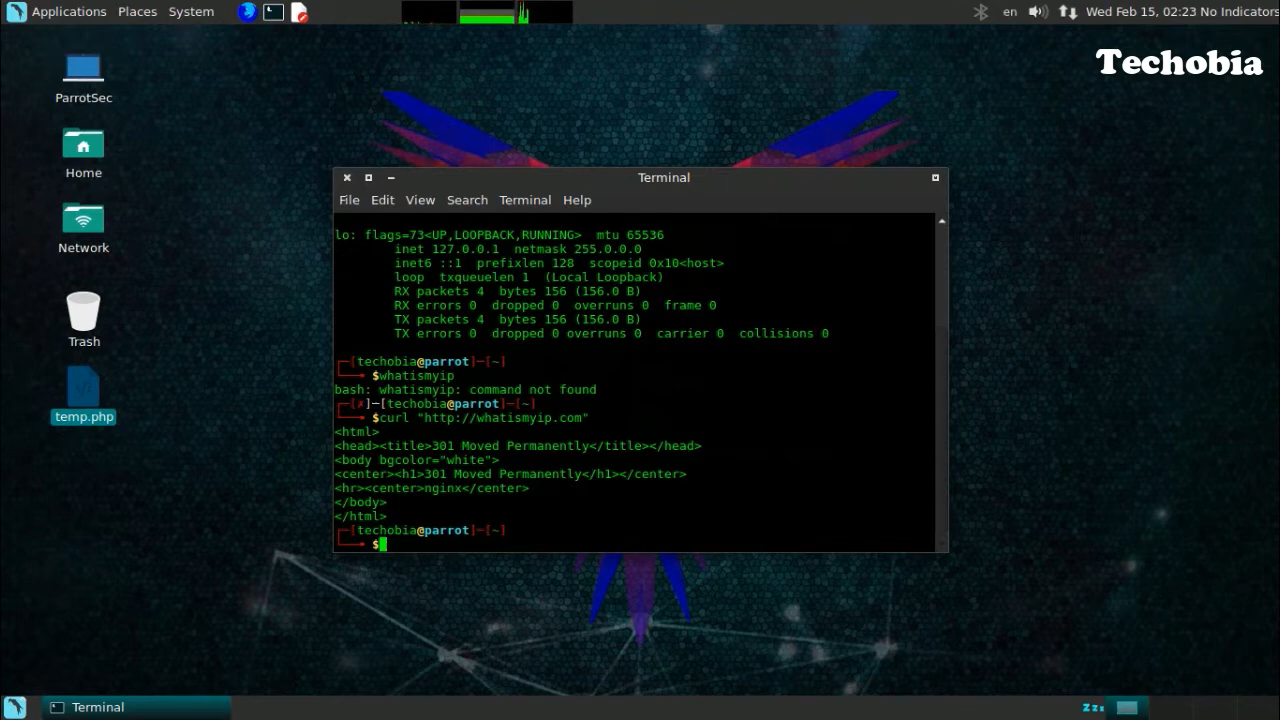 Applications Places System
en Wed Feb 15, 02:23 No Indicators
Techobia
ParrotSec
Home
Network
Trash
temp.php
Terminal
File Edit View Search Terminal Help
lo: flags=73<UP,LOOPBACK,RUNNING>  mtu 65536
inet 127.0.0.1  netmask 255.0.0.0
inet6 ::1  prefixlen 128  scopeid 0x10<host>
loop  txqueuelen 1  (Local Loopback)
RX packets 4  bytes 156 (156.0 B)
RX errors 0  dropped 0  overruns 0  frame 0
TX packets 4  bytes 156 (156.0 B)
TX errors 0  dropped 0 overruns 0  carrier 0  collisions 0
┌─[techobia@parrot]─[~]
└──╼ $whatismyip
bash: whatismyip: command not found
┌─[✗]─[techobia@parrot]─[~]
└──╼ $curl "http://whatismyip.com"
<html>
<head><title>301 Moved Permanently</title></head>
<body bgcolor="white">
<center><h1>301 Moved Permanently</h1></center>
<hr><center>nginx</center>
</body>
</html>
┌─[techobia@parrot]─[~]
└──╼ $
Terminal
zzz